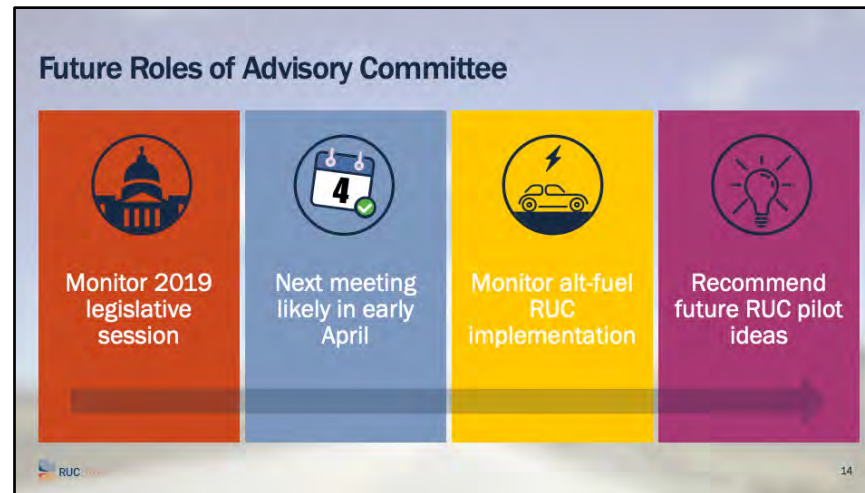 Future Roles of Advisory Committee
4
Monitor 2019
legislative
session
Next meeting
likely in early
April
Monitor alt-fuel
RUC
implementation
Recommend
future RUC pilot
ideas
RUC
14